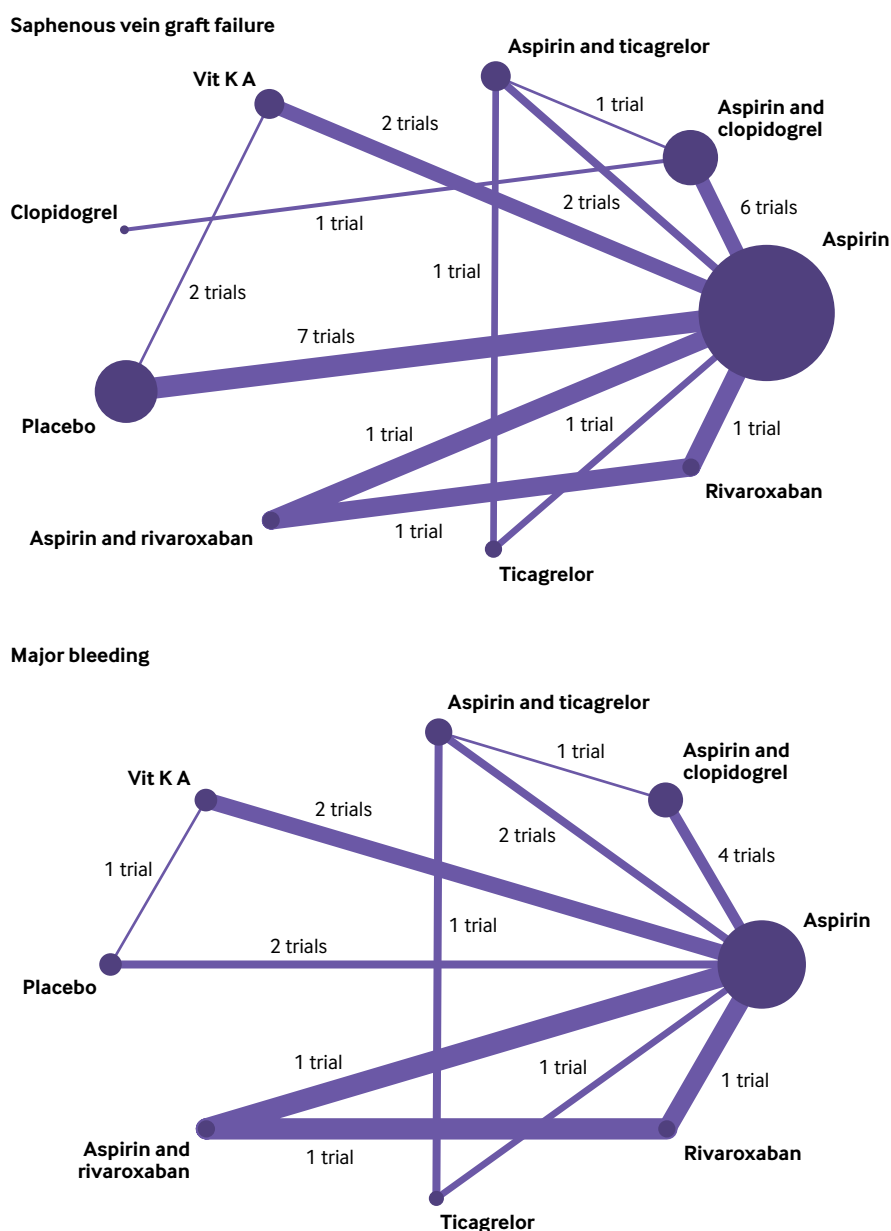 Saphenous vein graft failure
Aspirin and ticagrelor
Vit K A
1 trial
Aspirin and
clopidogrel
2 trials
Clopidogrel
1 trial
2 trials
6 trials
Aspirin
1 trial
2 trials
7 trials
Placebo
1 trial
1 trial
1 trial
Rivaroxaban
Aspirin and rivaroxaban
1 trial
Ticagrelor
Major bleeding
Aspirin and ticagrelor
1 trial
Aspirin and
clopidogrel
Vit K A
2 trials
2 trials
4 trials
1 trial
Aspirin
1 trial
2 trials
Placebo
1 trial
1 trial
1 trial
Aspirin and
rivaroxaban
1 trial
Rivaroxaban
Ticagrelor